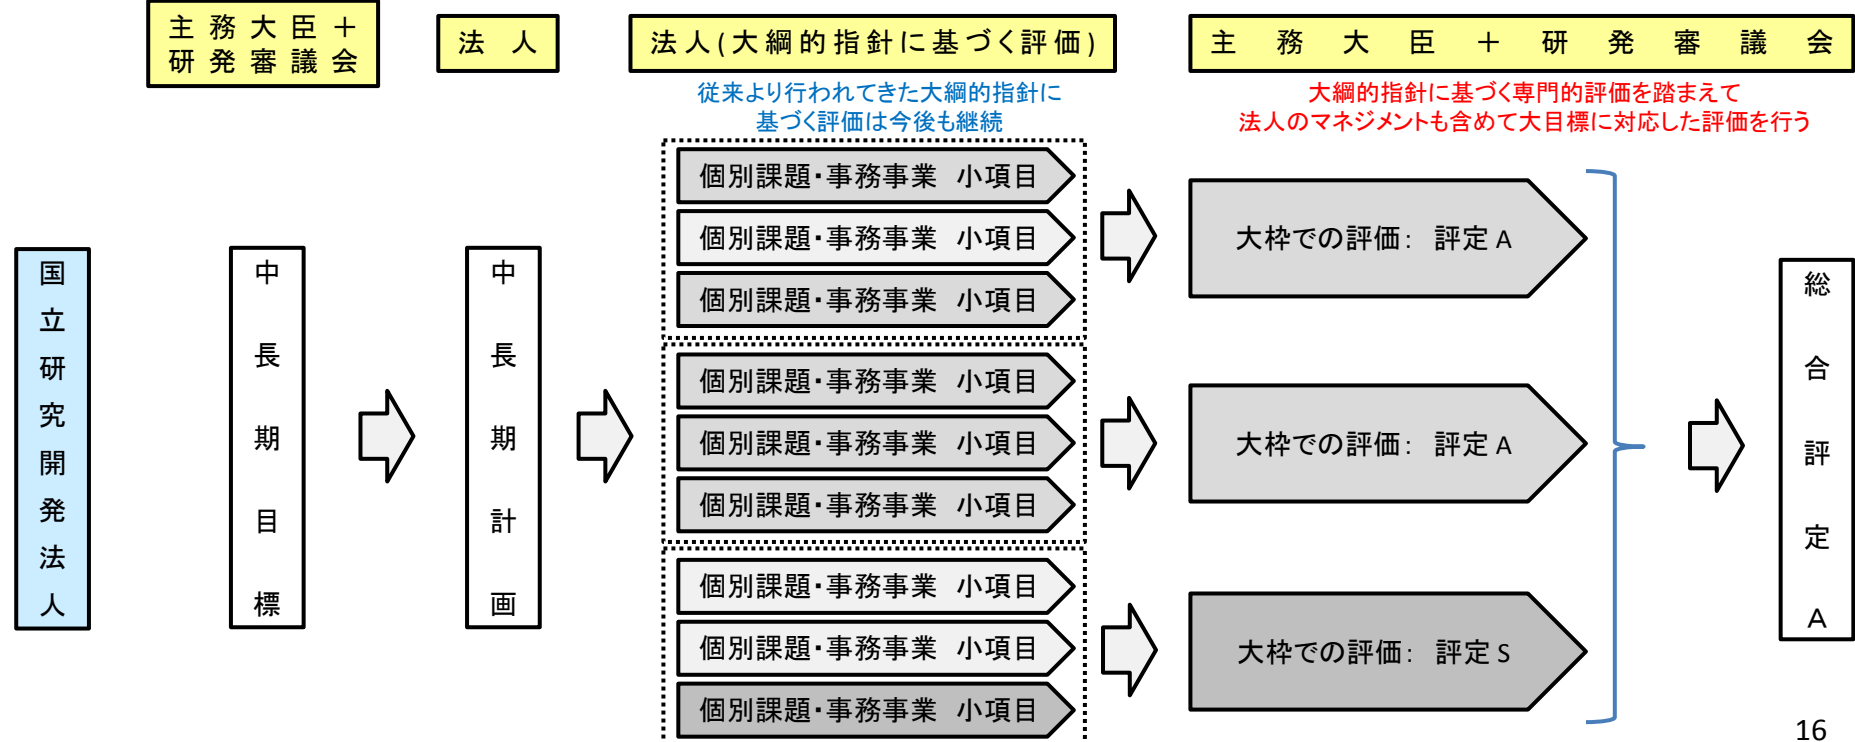 主務大臣＋
研発審議会
法人
法人(大綱的指針に基づく評価)
主務大臣＋研発審議会
従来より行われてきた大綱的指針に
基づく評価は今後も継続
大綱的指針に基づく専門的評価を踏まえて
法人のマネジメントも含めて大目標に対応した評価を行う
国立研究開発法人
中長期目標
中長期計画
個別課題・事務事業　小項目
個別課題・事務事業　小項目
個別課題・事務事業　小項目
個別課題・事務事業　小項目
個別課題・事務事業　小項目
個別課題・事務事業　小項目
個別課題・事務事業　小項目
個別課題・事務事業　小項目
個別課題・事務事業　小項目
大枠での評価：　評定 A
大枠での評価：　評定 A
大枠での評価：　評定 S
総合評定A
16